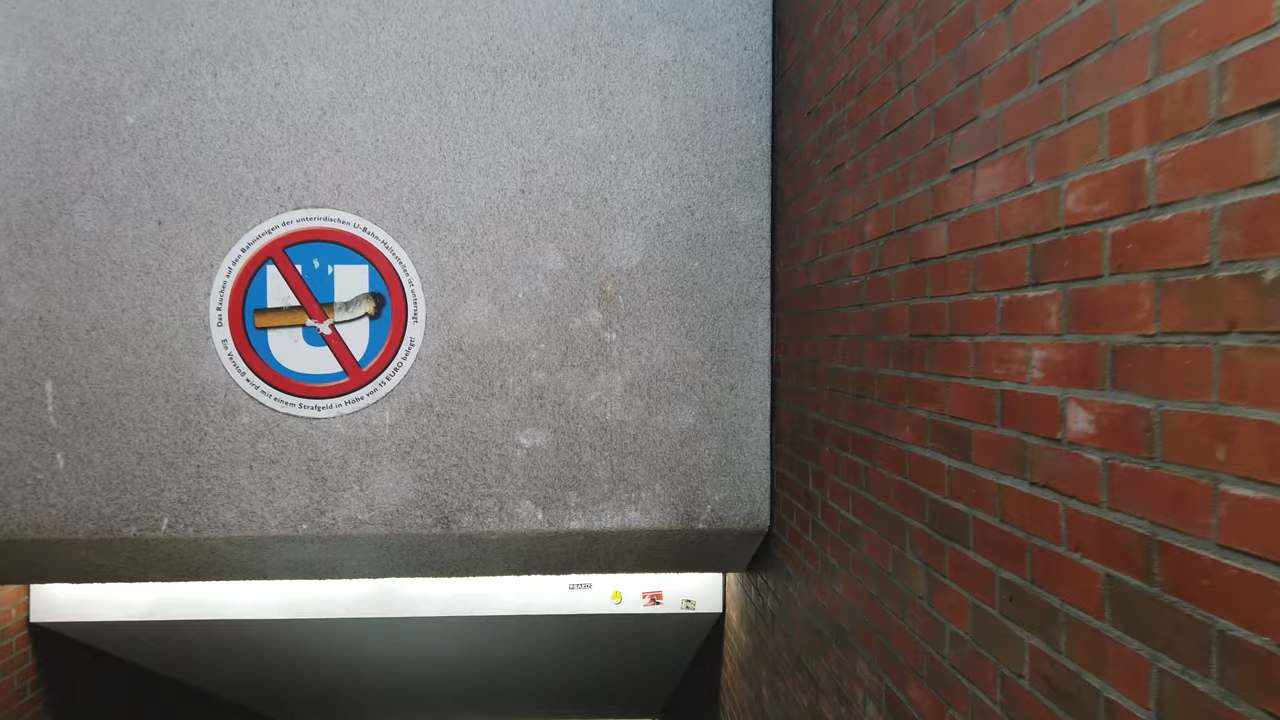 Das Rauchen auf den Bahnsteigen der unterirdischen U-Bahn-Haltestellen ist untersagt.
U
Ein Verstoß wird mit einem Strafgeld in Höhe von 15 EURO belegt!